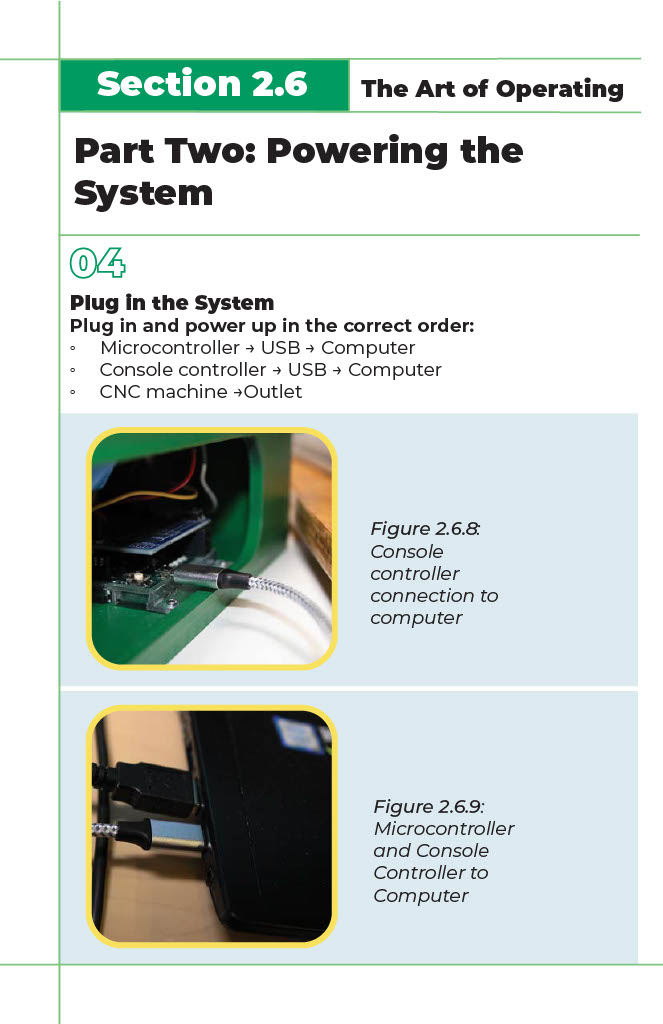 Section 2.6
The Art of Operating
Part Two: Powering the
System
04
Plug in the System
Plug in and power up in the correct order:
◦ Microcontroller → USB → Computer
◦ Console controller → USB → Computer
◦ CNC machine →Outlet
Figure 2.6.8:
Console
controller
connection to
computer
Figure 2.6.9:
Microcontroller
and Console
Controller to
Computer